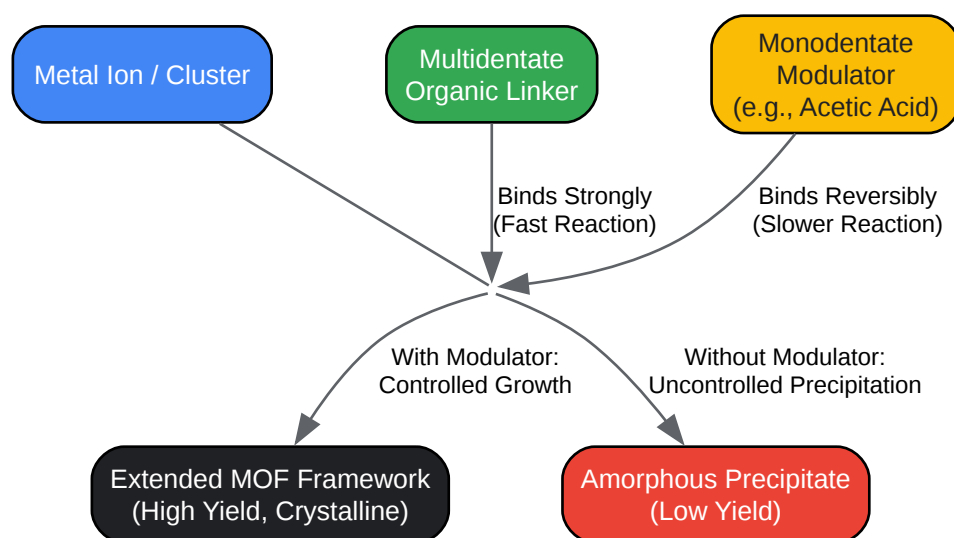 Metal Ion / Cluster
Multidentate
Organic Linker
Monodentate
Modulator
(e.g., Acetic Acid)
Binds Strongly
(Fast Reaction)
Binds Reversibly
(Slower Reaction)
With Modulator:
Controlled Growth
Without Modulator:
Uncontrolled Precipitation
Extended MOF Framework
(High Yield, Crystalline)
Amorphous Precipitate
(Low Yield)